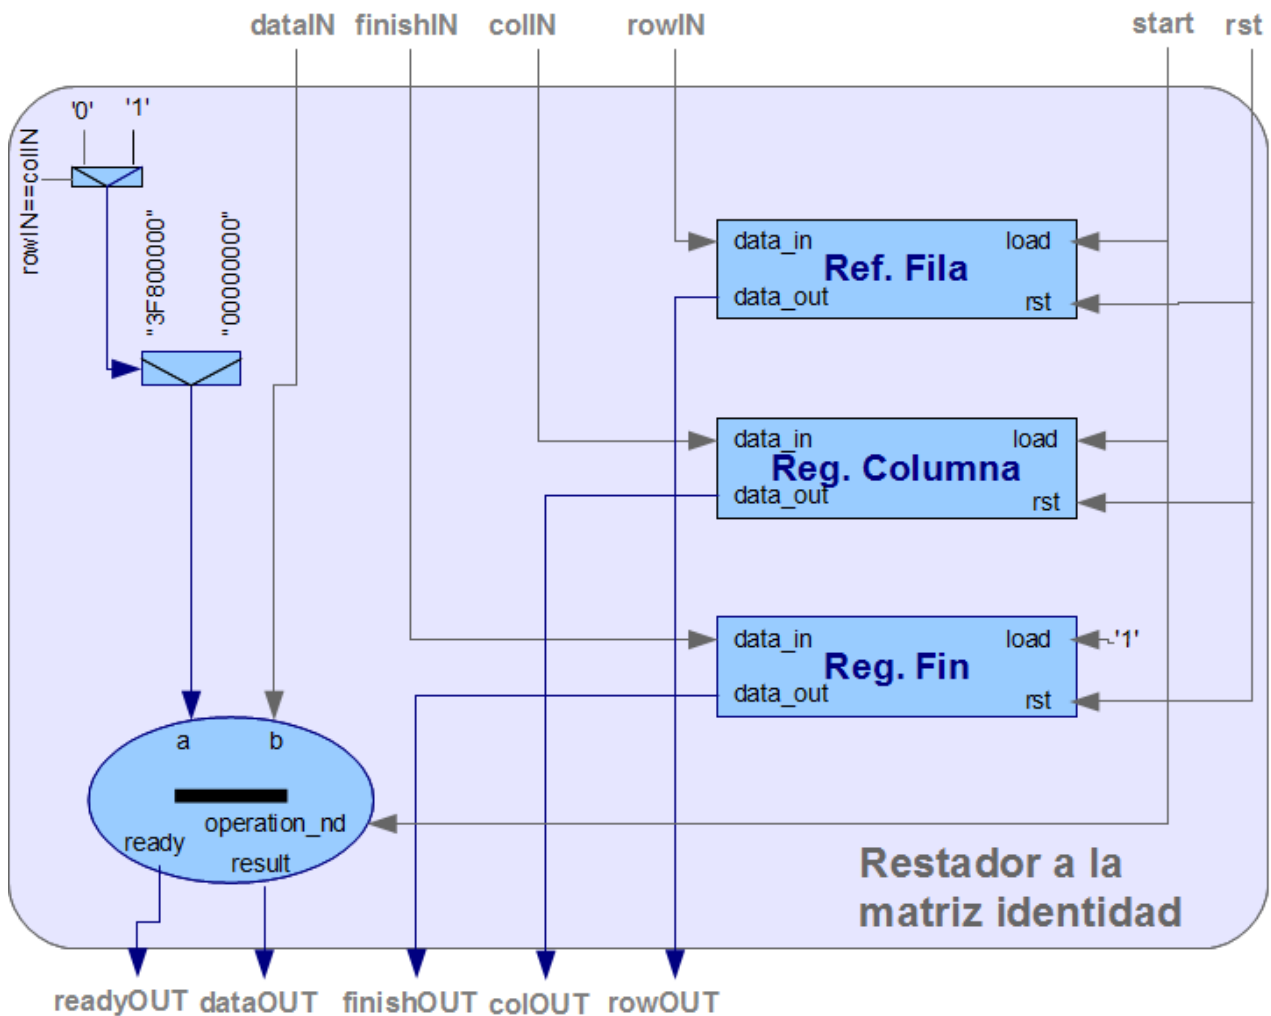 dataIN finishIN colIN rowIN start rst
'0' '1'
rowIN==colIN
"3F800000"
"00000000"
data_in load
Ref. Fila
data_out rst
data_in load
Reg. Columna
data_out rst
data_in load '1'
Reg. Fin
data_out rst
a b
operation_nd
ready
result
Restador a la
matriz identidad
readyOUT dataOUT finishOUT colOUT rowOUT